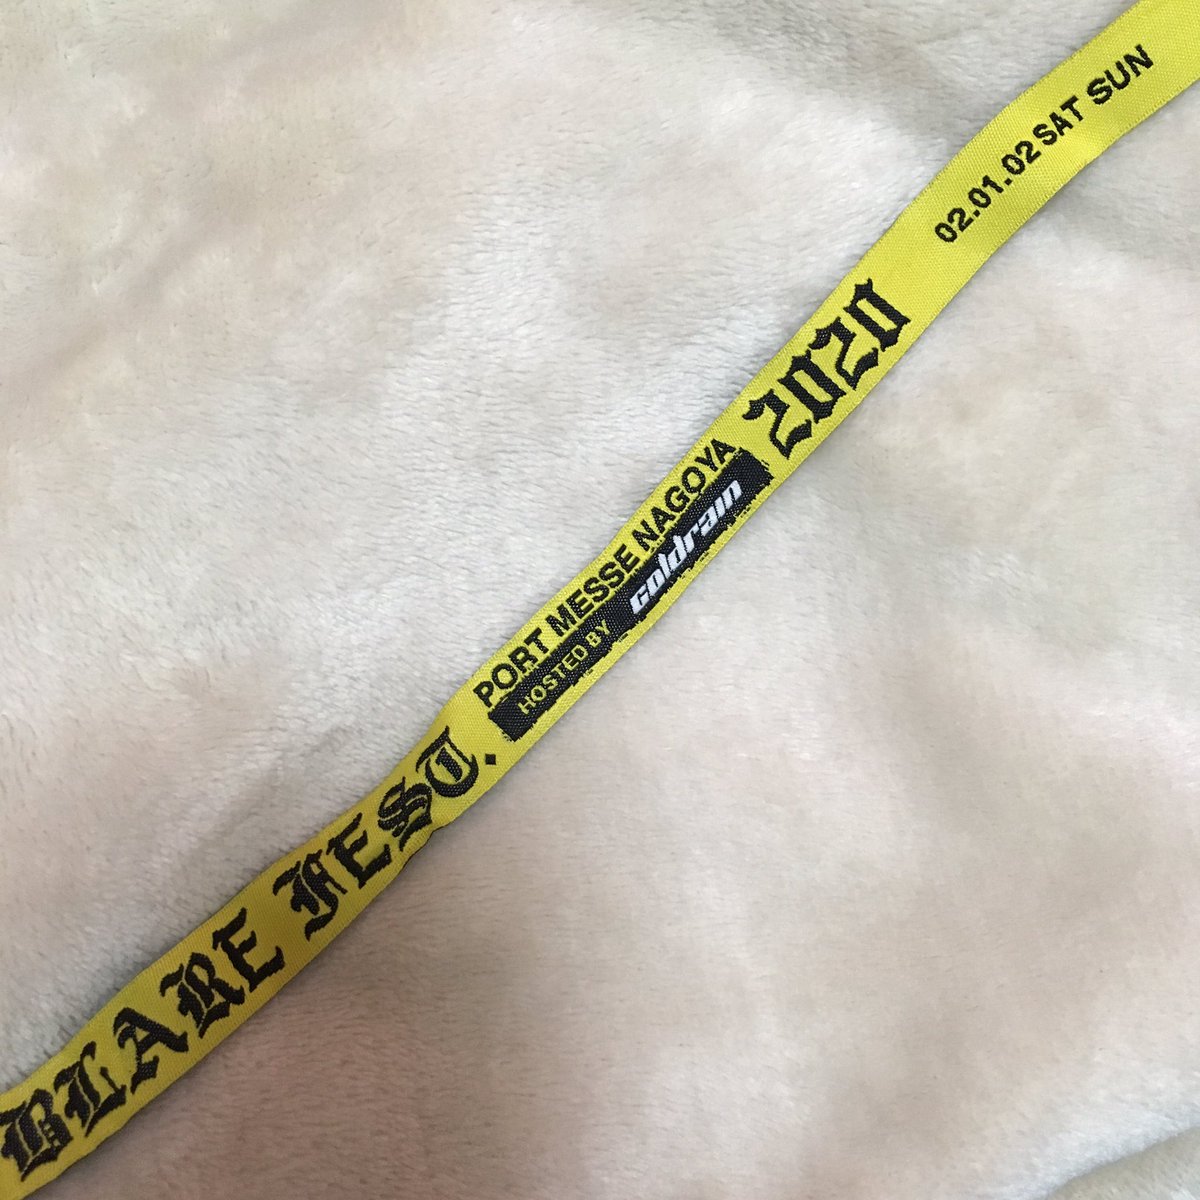 BLARE FEST.
PORT MESSE NAGOYA
HOSTED BY coldrain
2020
02.01.02 SAT SUN